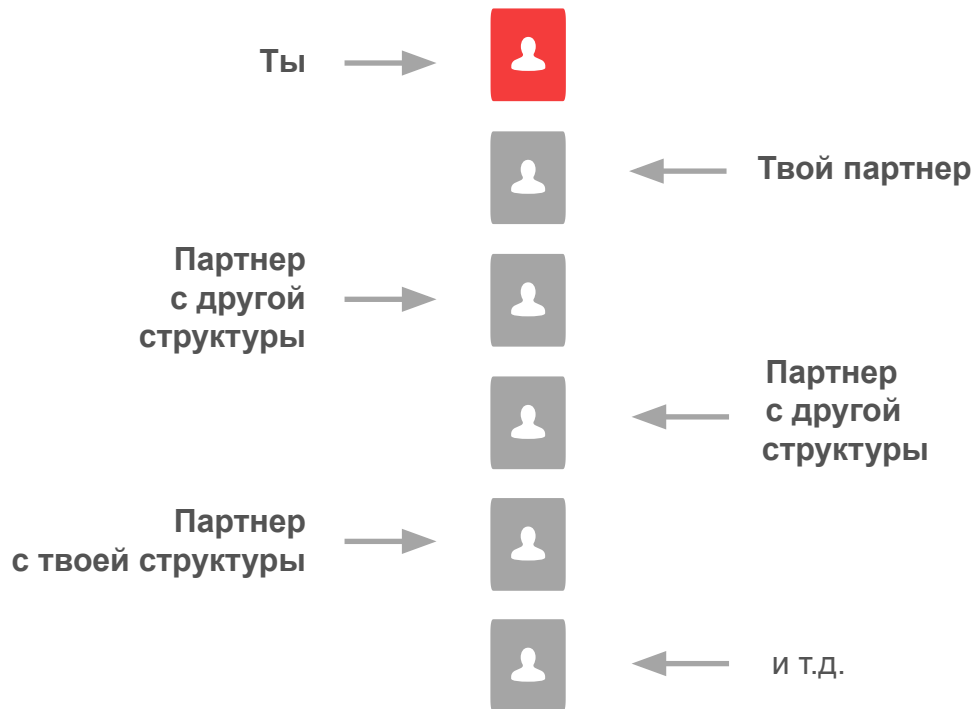 Ты
Твой партнер
Партнер
с другой
структуры
Партнер
с другой
структуры
Партнер
с твоей структуры
и т.д.